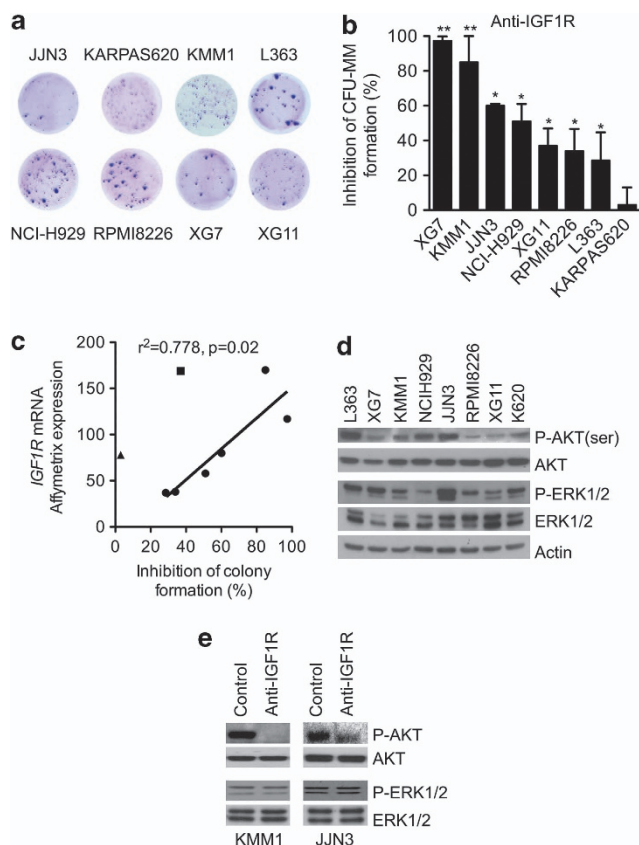 a
JJN3 KARPAS620 KMM1 L363
NCI-H929 RPMI8226 XG7 XG11
b
Anti-IGF1R
Inhibition of CFU-MM
formation (%)
100
80
60
40
20
0
** ** * * * * *
XG7
KMM1
JJN3
NCI-H929
XG11
RPMI8226
L363
KARPAS620
c
r²=0.778, p=0.02
IGF1R mRNA
Affymetrix expression
200
150
100
50
0
0 20 40 60 80 100
Inhibition of colony
formation (%)
d
L363
XG7
KMM1
NCIH929
JJN3
RPMI8226
XG11
K620
P-AKT(ser)
AKT
P-ERK1/2
ERK1/2
Actin
e
Control
Anti-IGF1R
Control
Anti-IGF1R
P-AKT
AKT
P-ERK1/2
ERK1/2
KMM1 JJN3